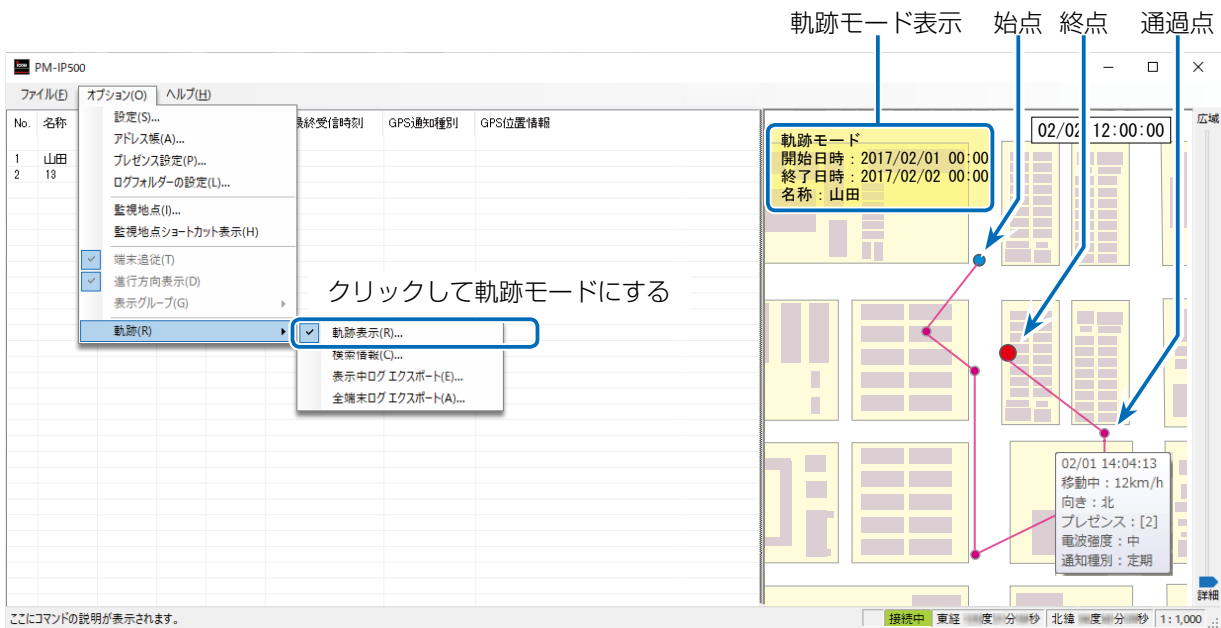 軌跡モード表示 始点 終点 通過点
icom PM-IP500
ファイル(F) オプション(O) ヘルプ(H)
No. 名称 最終受信時刻 GPS通知種別 GPS位置情報
1 山田
2 13
設定(S)...
アドレス帳(A)...
プレゼンス設定(P)...
ログフォルダーの設定(L)...
監視地点(I)...
監視地点ショートカット表示(H)
端末追従(T)
進行方向表示(D)
表示グループ(G)
軌跡(R)
クリックして軌跡モードにする
軌跡表示(R)...
検索情報(C)...
表示中ログエクスポート(E)...
全端末ログエクスポート(A)...
軌跡モード
開始日時：2017/02/01 00:00
終了日時：2017/02/02 00:00
名称：山田
02/02 12:00:00
広域
02/01 14:04:13
移動中：12km/h
向き：北
プレゼンス：[2]
電波強度：中
通知種別：定期
詳細
ここにコマンドの説明が表示されます。
接続中 東経 度 分 秒 北緯 度 分 秒 1：1,000